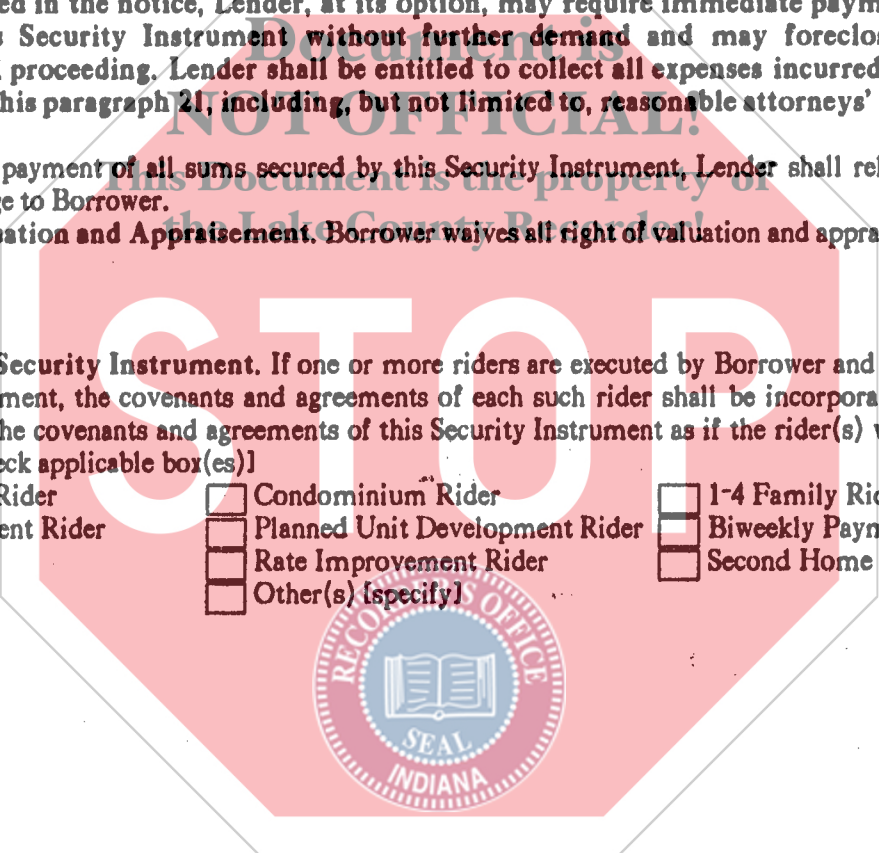 ed in the notice, Lender, at its option, may require immediate paym
s Security Instrument without further demand and may foreclos
proceeding. Lender shall be entitled to collect all expenses incurred
his paragraph 21, including, but not limited to, reasonable attorneys'
payment of all sums secured by this Security Instrument, Lender shall rel
ge to Borrower.
ation and Appraisement. Borrower waives all right of valuation and appra
Document is
NOT OFFICIAL!
This Document is the property of
the Lake County Recorder!
STOP
Security Instrument. If one or more riders are executed by Borrower and
ment, the covenants and agreements of each such rider shall be incorpora
he covenants and agreements of this Security Instrument as if the rider(s) w
eck applicable box(es)]
Rider Condominium Rider 1-4 Family Rid
ent Rider Planned Unit Development Rider Biweekly Paym
Rate Improvement Rider Second Home
Other(s) [specify]
RECORDER'S OFFICE
SEAL
INDIANA